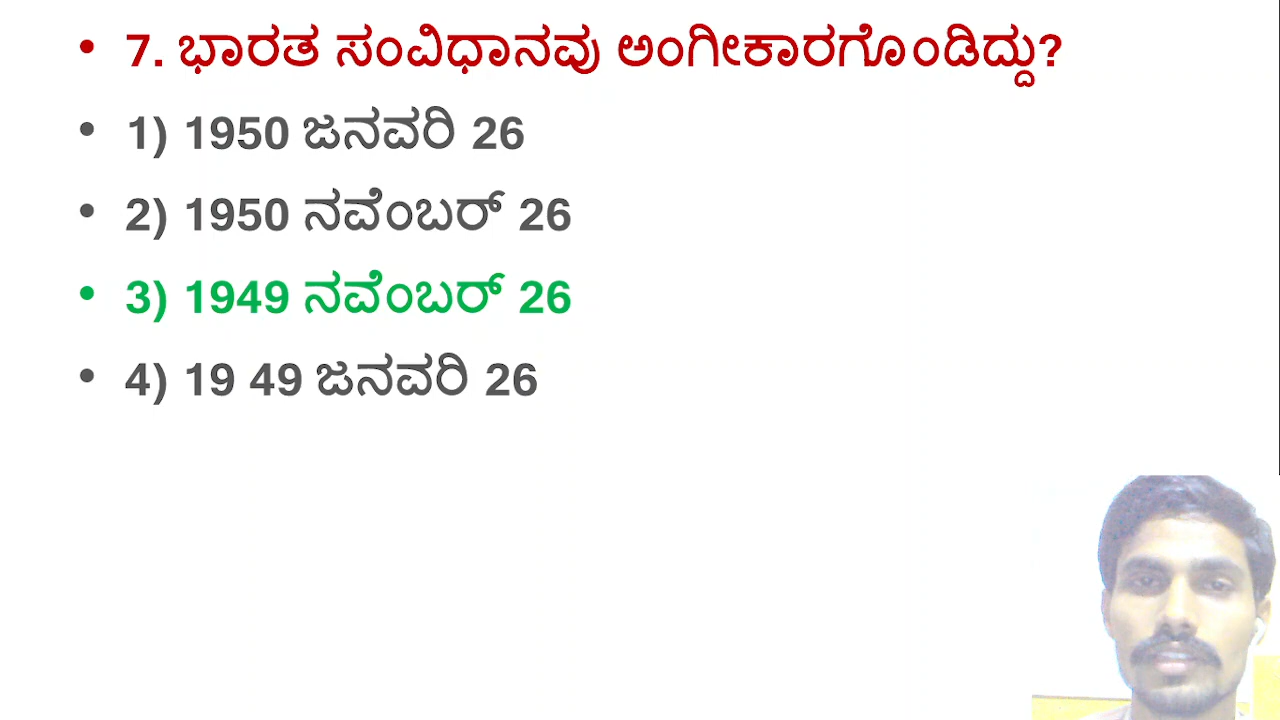 • 7. ಭಾರತ ಸಂವಿಧಾನವು ಅಂಗೀಕಾರಗೊಂಡಿದ್ದು?
• 1) 1950 ಜನವರಿ 26
• 2) 1950 ನವೆಂಬರ್ 26
• 3) 1949 ನವೆಂಬರ್ 26
• 4) 19 49 ಜನವರಿ 26